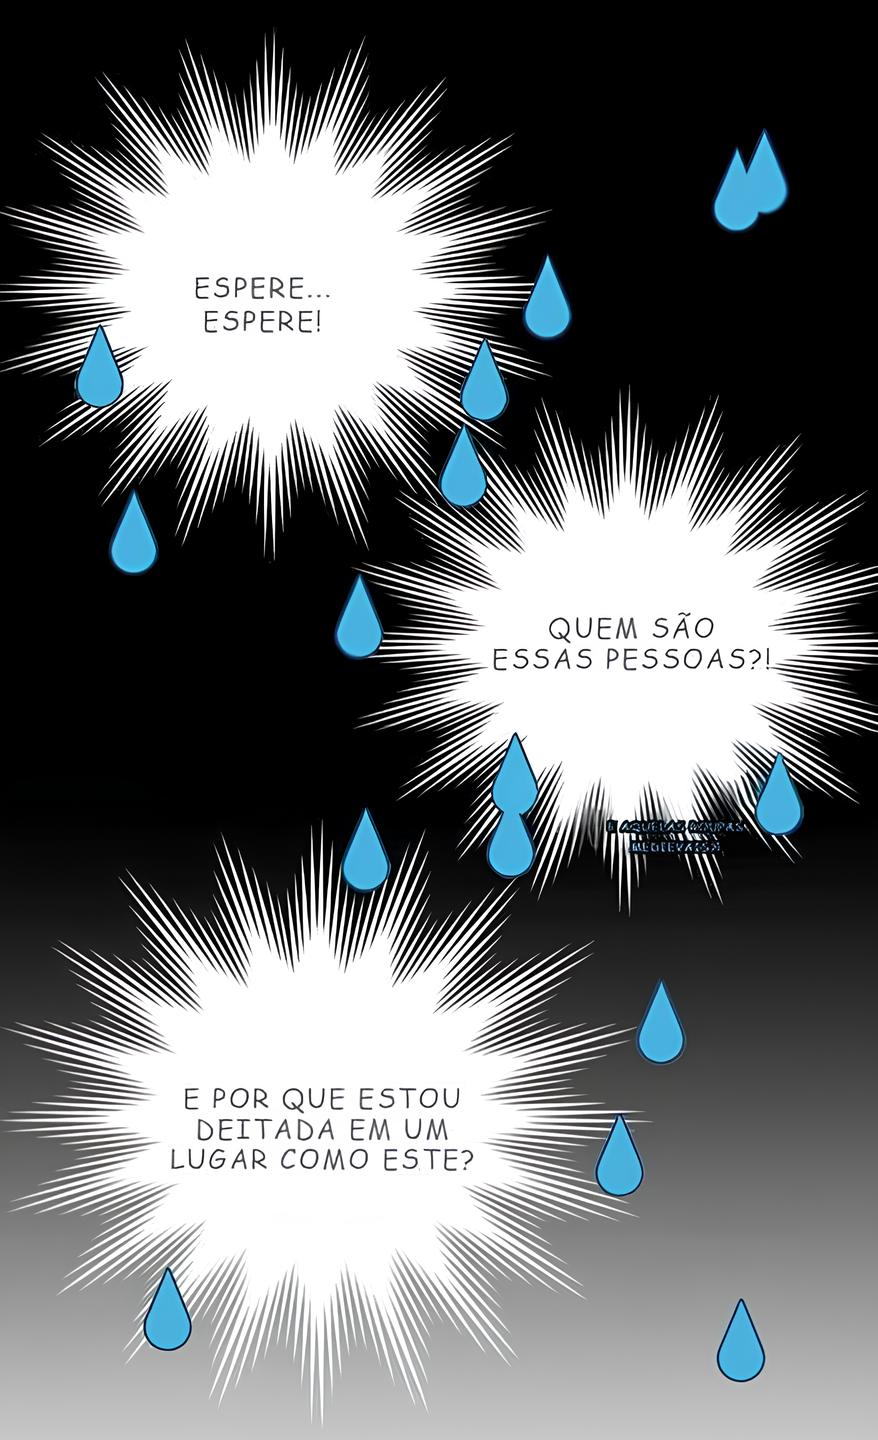 ESPERE...
ESPERE!
QUEM SÃO
ESSAS PESSOAS?!
E AQUELAS ROUPAS
MEDIEVAIS?
E POR QUE ESTOU
DEITADA EM UM
LUGAR COMO ESTE?